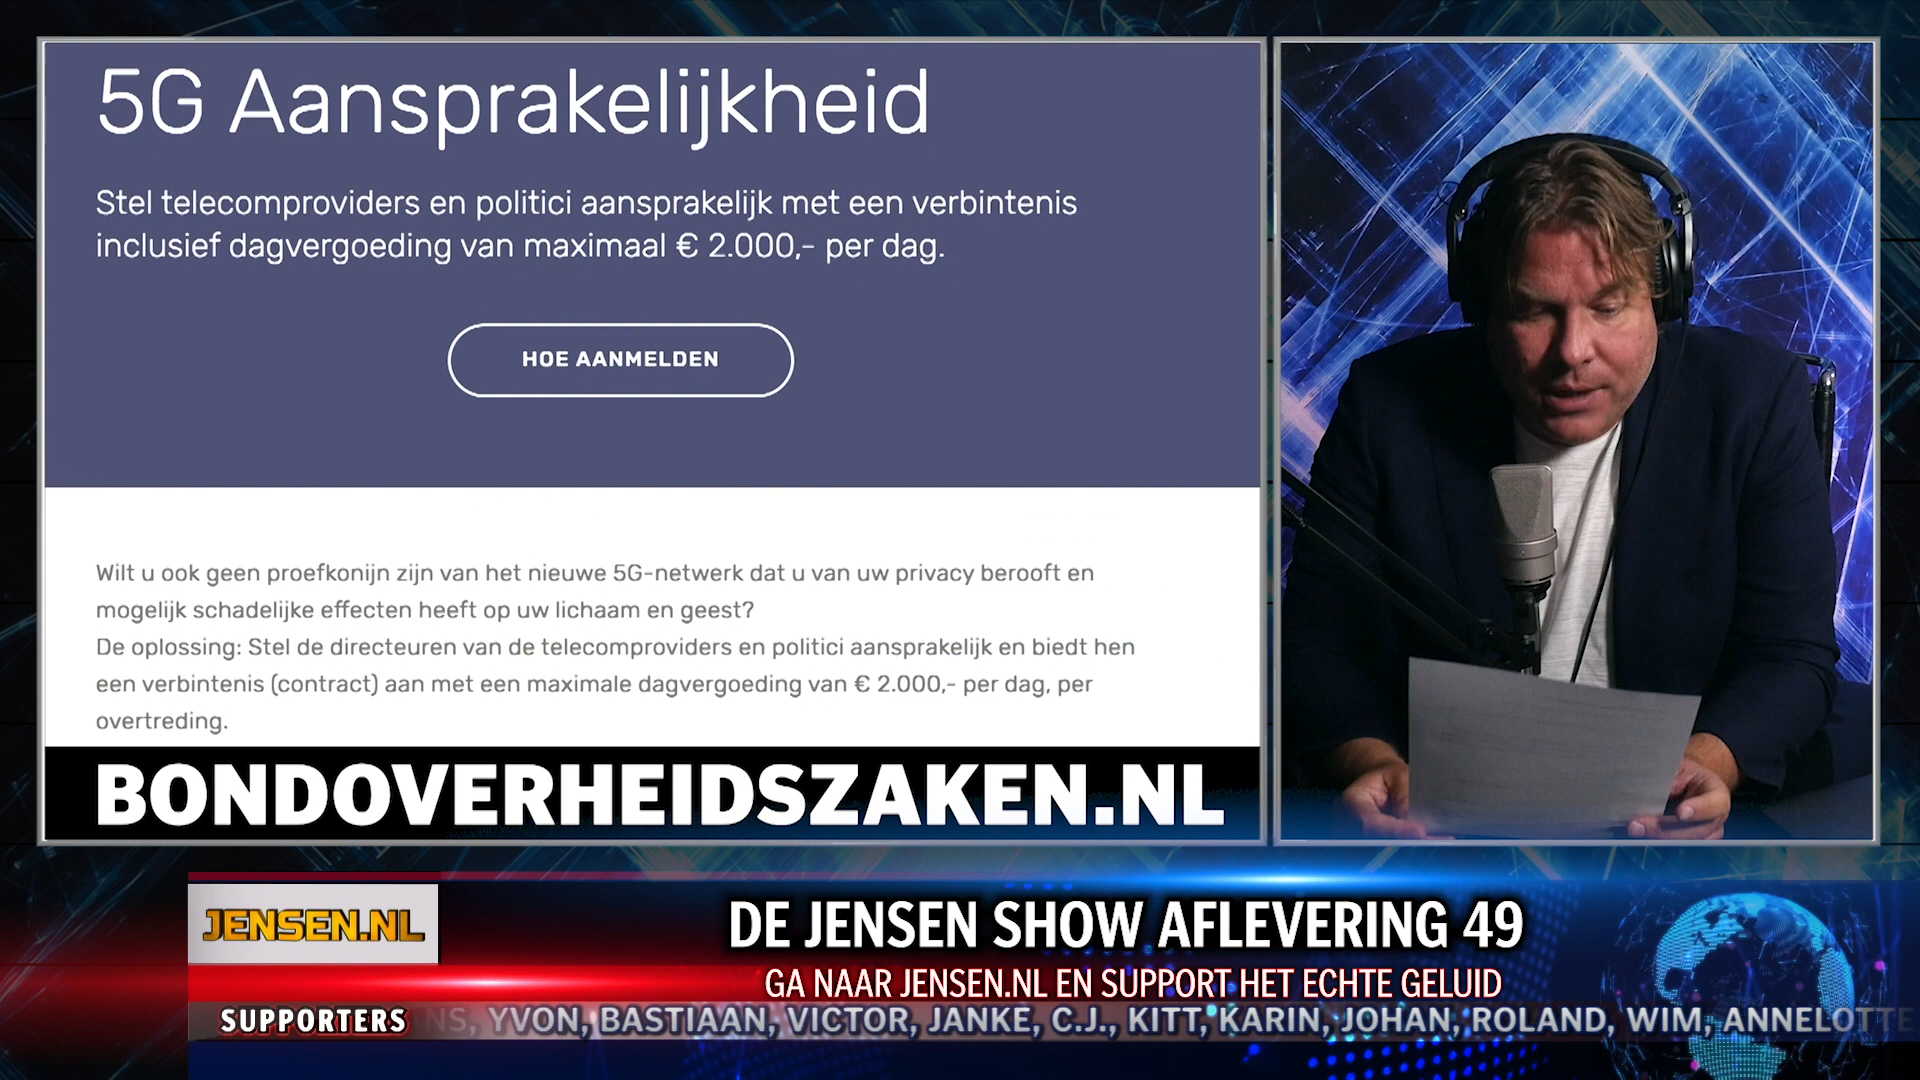 5G Aansprakelijkheid
Stel telecomproviders en politici aansprakelijk met een verbintenis
inclusief dagvergoeding van maximaal € 2.000,- per dag.
HOE AANMELDEN
Wilt u ook geen proefkonijn zijn van het nieuwe 5G-netwerk dat u van uw privacy berooft en
mogelijk schadelijke effecten heeft op uw lichaam en geest?
De oplossing: Stel de directeuren van de telecomproviders en politici aansprakelijk en biedt hen
een verbintenis (contract) aan met een maximale dagvergoeding van € 2.000,- per dag, per
overtreding.
BONDOVERHEIDSZAKEN.NL
JENSEN.NL
DE JENSEN SHOW AFLEVERING 49
GA NAAR JENSEN.NL EN SUPPORT HET ECHTE GELUID
SUPPORTERS NS, YVON, BASTIAAN, VICTOR, JANKE, C.J., KITT, KARIN, JOHAN, ROLAND, WIM, ANNELOTTE